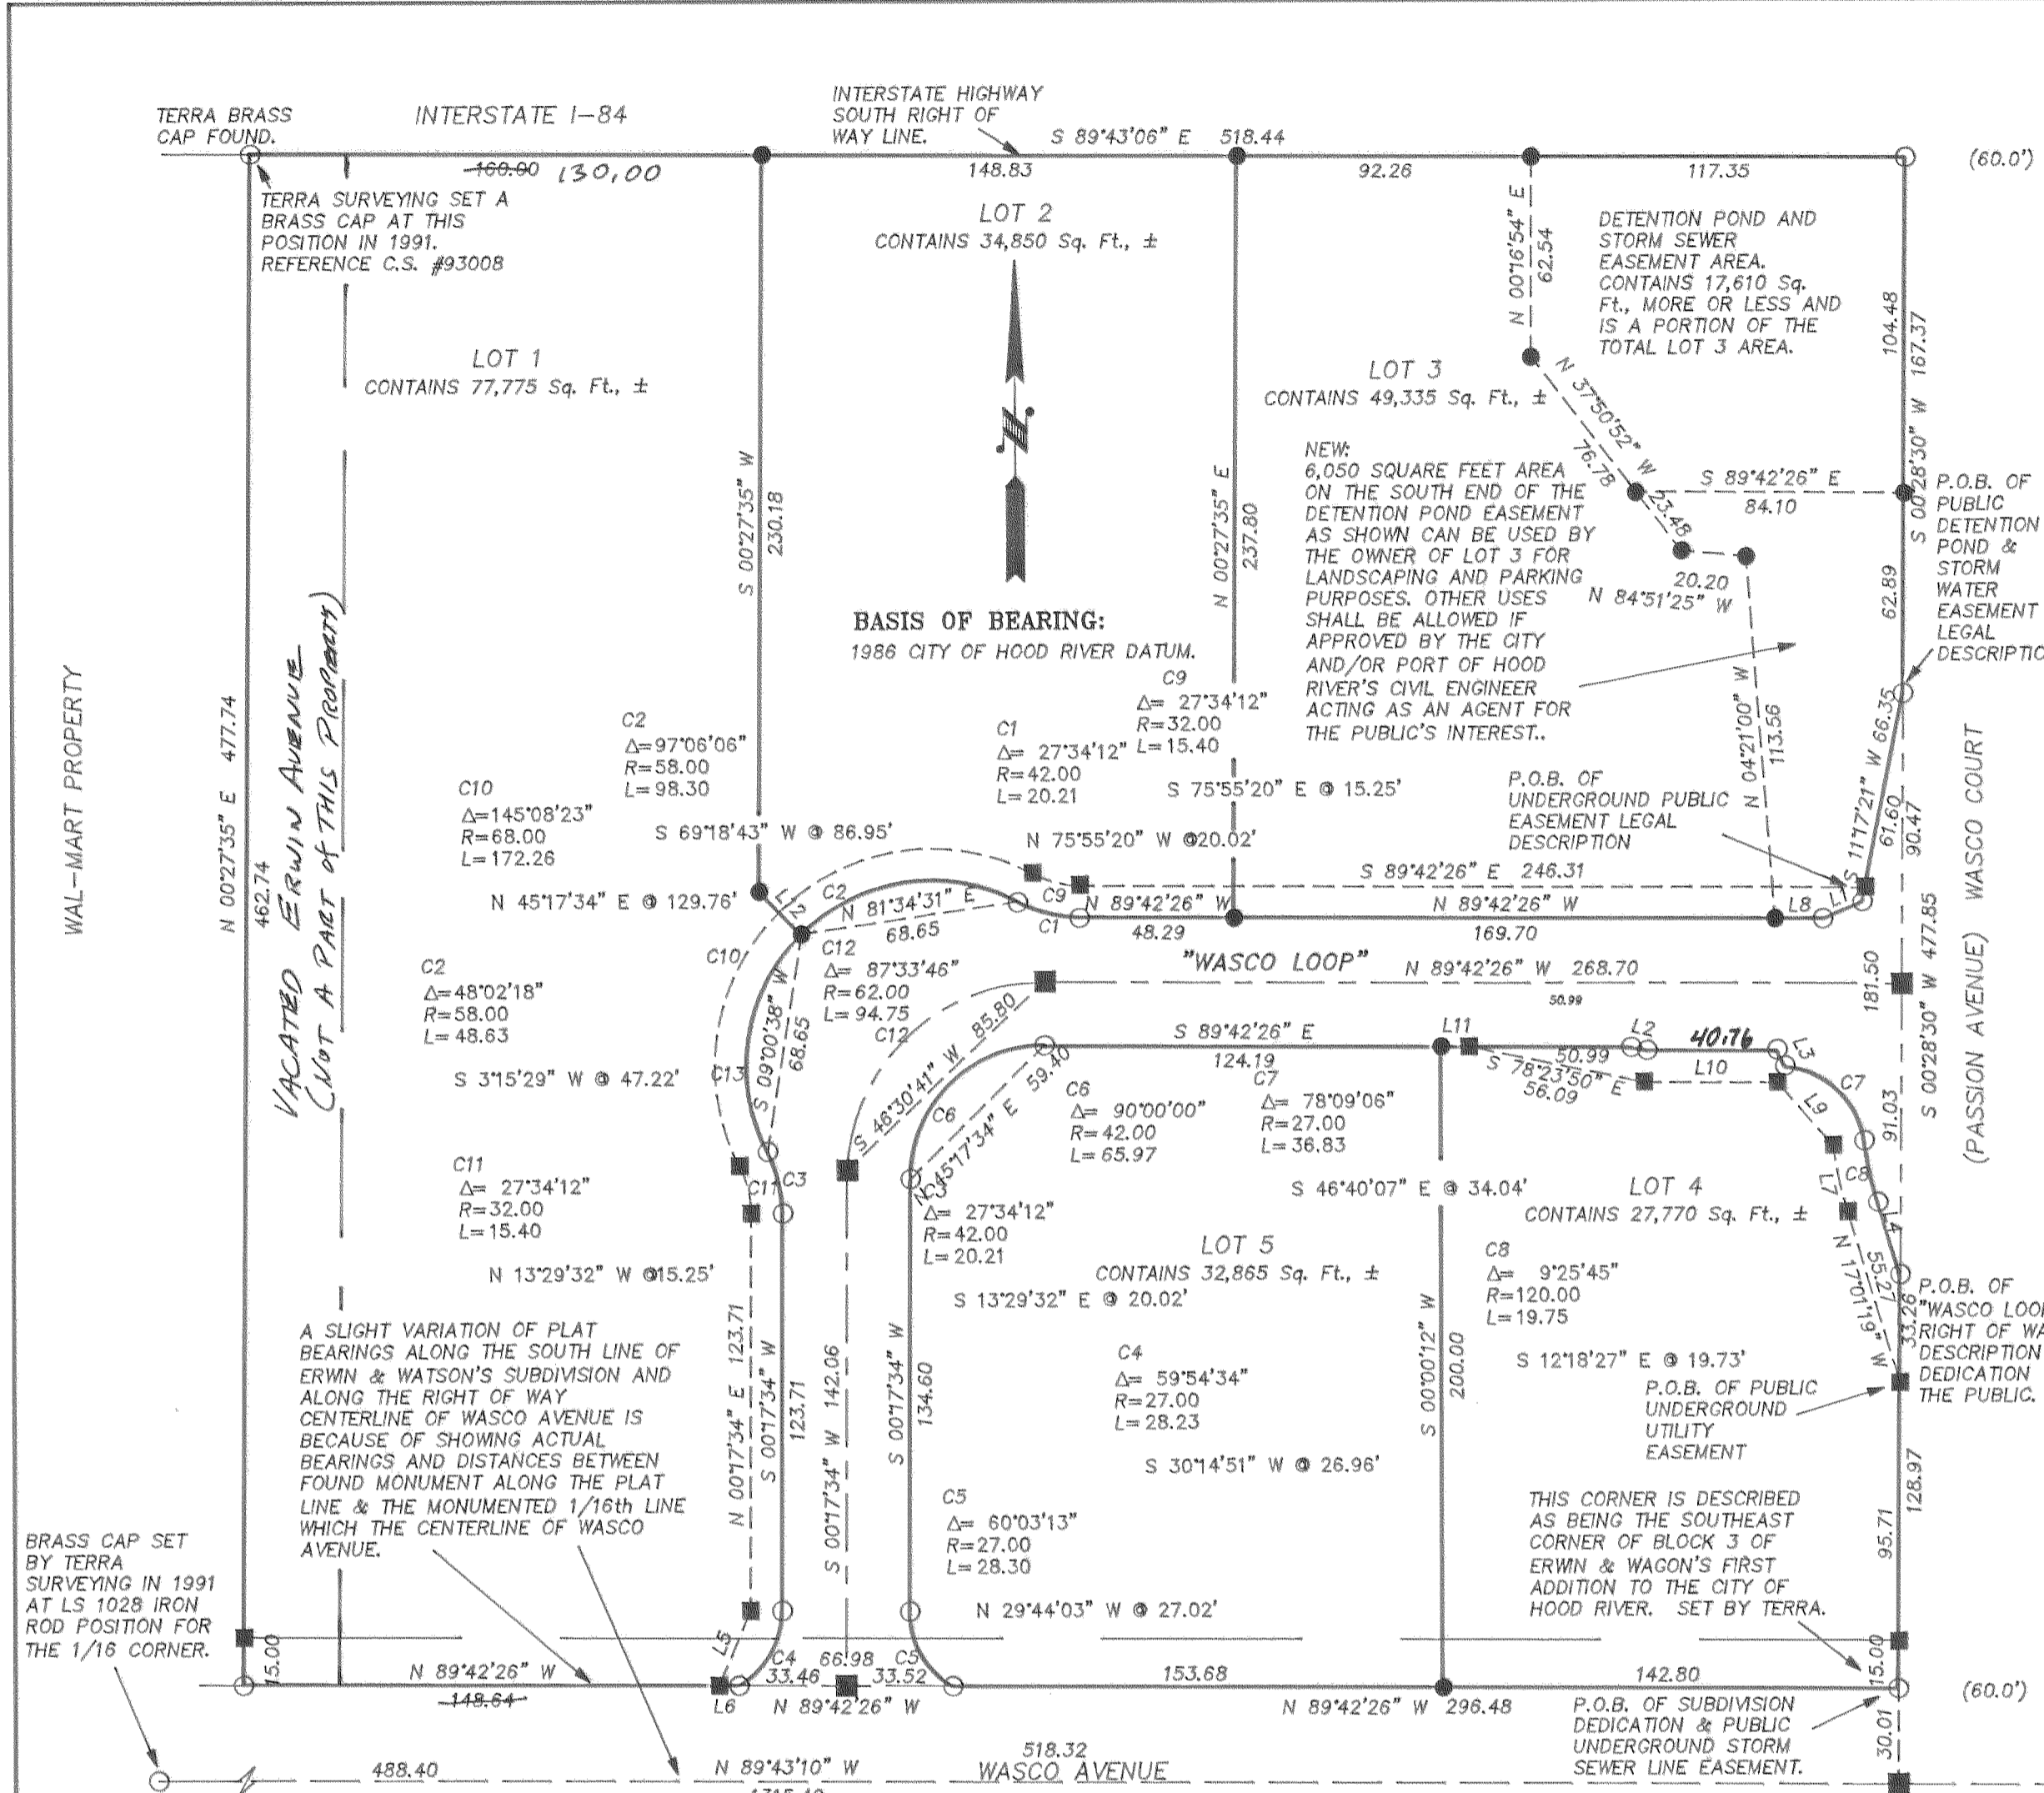 TERRA BRASS
CAP FOUND.
INTERSTATE I-84
INTERSTATE HIGHWAY
SOUTH RIGHT OF
WAY LINE.
S 89°43'06" E 518.44
(60.0')
160.00 130,00
148.83
92.26
117.35
TERRA SURVEYING SET A
BRASS CAP AT THIS
POSITION IN 1991.
REFERENCE C.S. #93008
LOT 1
CONTAINS 77,775 Sq. Ft., ±
LOT 2
CONTAINS 34,850 Sq. Ft., ±
N
LOT 3
CONTAINS 49,335 Sq. Ft., ±
N 00°16'54" E
62.54
DETENTION POND AND
STORM SEWER
EASEMENT AREA.
CONTAINS 17,610 Sq.
Ft., MORE OR LESS AND
IS A PORTION OF THE
TOTAL LOT 3 AREA.
104.48
S 00°28'30" W 167.37
N 37°50'52" W
76.78
23.48
S 89°42'26" E
84.10
20.20
N 84°51'25" W
62.89
N 04°21'00" W
113.56
NEW:
6,050 SQUARE FEET AREA
ON THE SOUTH END OF THE
DETENTION POND EASEMENT
AS SHOWN CAN BE USED BY
THE OWNER OF LOT 3 FOR
LANDSCAPING AND PARKING
PURPOSES. OTHER USES
SHALL BE ALLOWED IF
APPROVED BY THE CITY
AND/OR PORT OF HOOD
RIVER'S CIVIL ENGINEER
ACTING AS AN AGENT FOR
THE PUBLIC'S INTEREST..
P.O.B. OF
PUBLIC
DETENTION
POND &
STORM
WATER
EASEMENT
LEGAL
DESCRIPTIO
S 00°27'35" W
230.18
N 00°27'35" E
237.80
BASIS OF BEARING:
1986 CITY OF HOOD RIVER DATUM.
WAL-MART PROPERTY
N 00°27'35" E 477.74
462.74
VACATED ERWIN AVENUE
(NOT A PART OF THIS PROPERTY)
C2
Δ=97°06'06"
R=58.00
L=98.30
C10
Δ=145°08'23"
R=68.00
L=172.26
S 69°18'43" W @ 86.95'
N 45°17'34" E @ 129.76'
C1
Δ= 27°34'12"
R=42.00
L=20.21
C9
Δ= 27°34'12"
R=32.00
L=15.40
S 75°55'20" E @ 15.25'
N 75°55'20" W @20.02'
P.O.B. OF
UNDERGROUND PUBLIC
EASEMENT LEGAL
DESCRIPTION
S 11°17'21" W 66.35
61.60
90.47
(PASSION AVENUE) WASCO COURT
S 00°28'30" W 477.85
S 89°42'26" E 246.31
C2
N 81°34'31" E
68.65
C9
C1
N 89°42'26" W
48.29
N 89°42'26" W
169.70
L8
L1
"WASCO LOOP"
N 89°42'26" W 268.70
50.99
181.50
C10
C13
S 09°00'38" W
68.65
C12
Δ= 87°33'46"
R=62.00
L=94.75
C12
S 46°30'41" W 85.80
C2
Δ=48°02'18"
R=58.00
L=48.63
S 3°15'29" W @ 47.22'
S 89°42'26" E
124.19
L11
50.99
L2
40.76
L3
S 78°23'50" E
56.09
L10
L9
C7
C8
L7
L4
91.03
C6
N 45°17'34" E 59.40
C6
Δ= 90°00'00"
R=42.00
L=65.97
C7
Δ= 78°09'06"
R=27.00
L=36.83
S 46°40'07" E @ 34.04'
LOT 4
CONTAINS 27,770 Sq. Ft., ±
C11
Δ= 27°34'12"
R=32.00
L=15.40
N 13°29'32" W @15.25'
C11
C3
Δ= 27°34'12"
R=42.00
L=20.21
S 13°29'32" E @ 20.02'
LOT 5
CONTAINS 32,865 Sq. Ft., ±
C8
Δ= 9°25'45"
R=120.00
L=19.75
S 12°18'27" E @ 19.73'
N 17°01'19" W
55.27
33.26
P.O.B. OF
"WASCO LOOP
RIGHT OF WA
DESCRIPTION
DEDICATION
THE PUBLIC.
P.O.B. OF PUBLIC
UNDERGROUND
UTILITY
EASEMENT
A SLIGHT VARIATION OF PLAT
BEARINGS ALONG THE SOUTH LINE OF
ERWIN & WATSON'S SUBDIVISION AND
ALONG THE RIGHT OF WAY
CENTERLINE OF WASCO AVENUE IS
BECAUSE OF SHOWING ACTUAL
BEARINGS AND DISTANCES BETWEEN
FOUND MONUMENT ALONG THE PLAT
LINE & THE MONUMENTED 1/16th LINE
WHICH THE CENTERLINE OF WASCO
AVENUE.
N 00°17'34" E 123.71
S 00°17'34" W
123.71
S 00°17'34" W 142.06
S 00°17'34" W
134.60
C4
Δ= 59°54'34"
R=27.00
L=28.23
S 30°14'51" W @ 26.96'
C5
Δ= 60°03'13"
R=27.00
L=28.30
N 29°44'03" W @ 27.02'
S 00°00'12" W
200.00
128.97
95.71
THIS CORNER IS DESCRIBED
AS BEING THE SOUTHEAST
CORNER OF BLOCK 3 OF
ERWIN & WAGON'S FIRST
ADDITION TO THE CITY OF
HOOD RIVER. SET BY TERRA.
BRASS CAP SET
BY TERRA
SURVEYING IN 1991
AT LS 1028 IRON
ROD POSITION FOR
THE 1/16 CORNER.
15.00
N 89°42'26" W
148.64
L5
L6
C4
33.46
66.98
C5
33.52
N 89°42'26" W
153.68
N 89°42'26" W 296.48
142.80
15.00
(60.0')
P.O.B. OF SUBDIVISION
DEDICATION & PUBLIC
UNDERGROUND STORM
SEWER LINE EASEMENT.
30.01
488.40
N 89°43'10" W
518.32
WASCO AVENUE